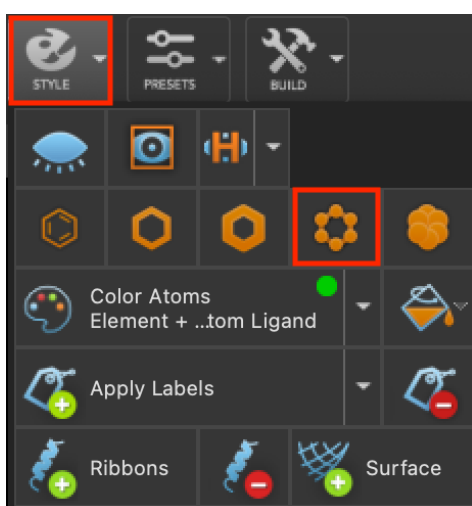 STYLE
PRESETS
BUILD
H
Color Atoms
Element + ..tom Ligand
Apply Labels
Ribbons
Surface